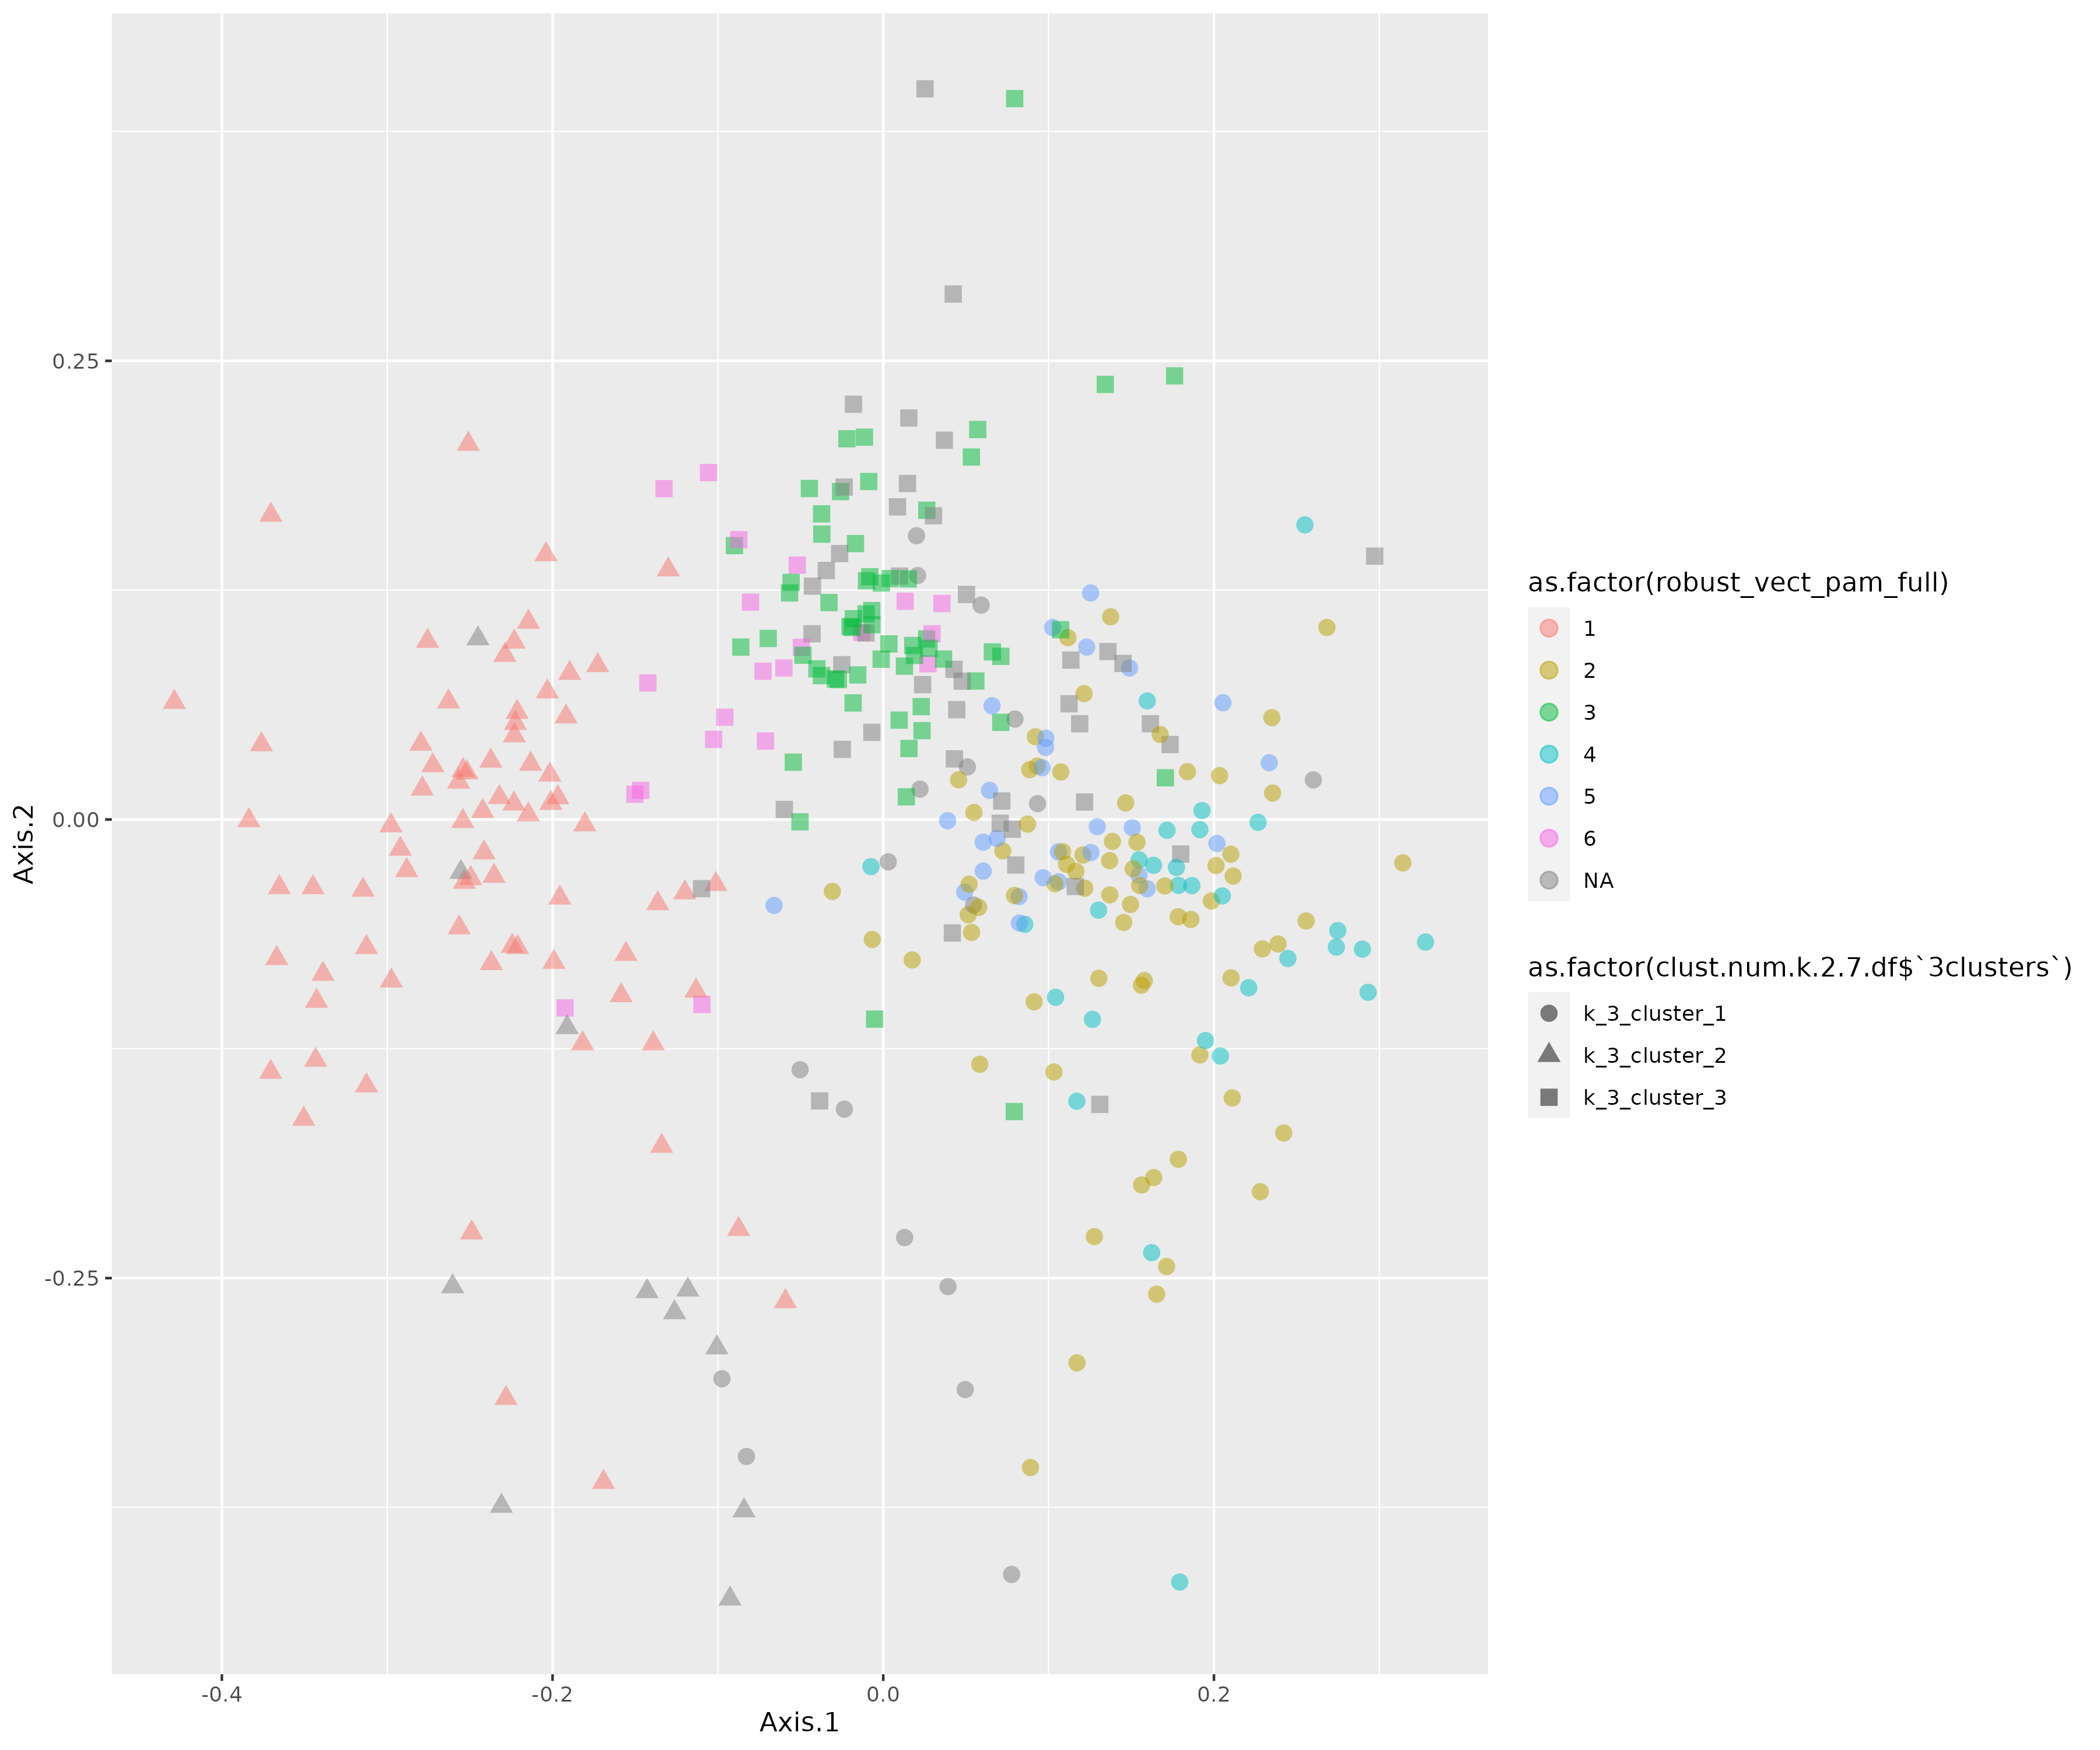 0.25
0.00
-0.25
-0.4
-0.2
0.0
0.2
Axis.1
Axis.2
as.factor(robust_vect_pam_full)
1
2
3
4
5
6
NA
as.factor(clust.num.k.2.7.df$`3clusters`)
k_3_cluster_1
k_3_cluster_2
k_3_cluster_3